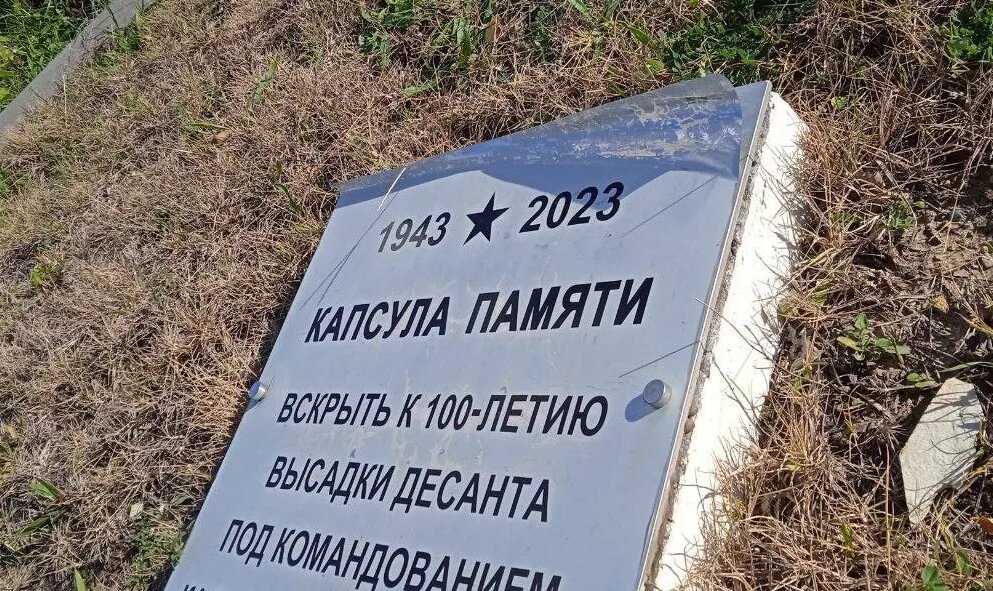 1943 ★ 2023
КАПСУЛА ПАМЯТИ
ВСКРЫТЬ К 100-ЛЕТИЮ
ВЫСАДКИ ДЕСАНТА
ПОД КОМАНДОВАНИЕМ